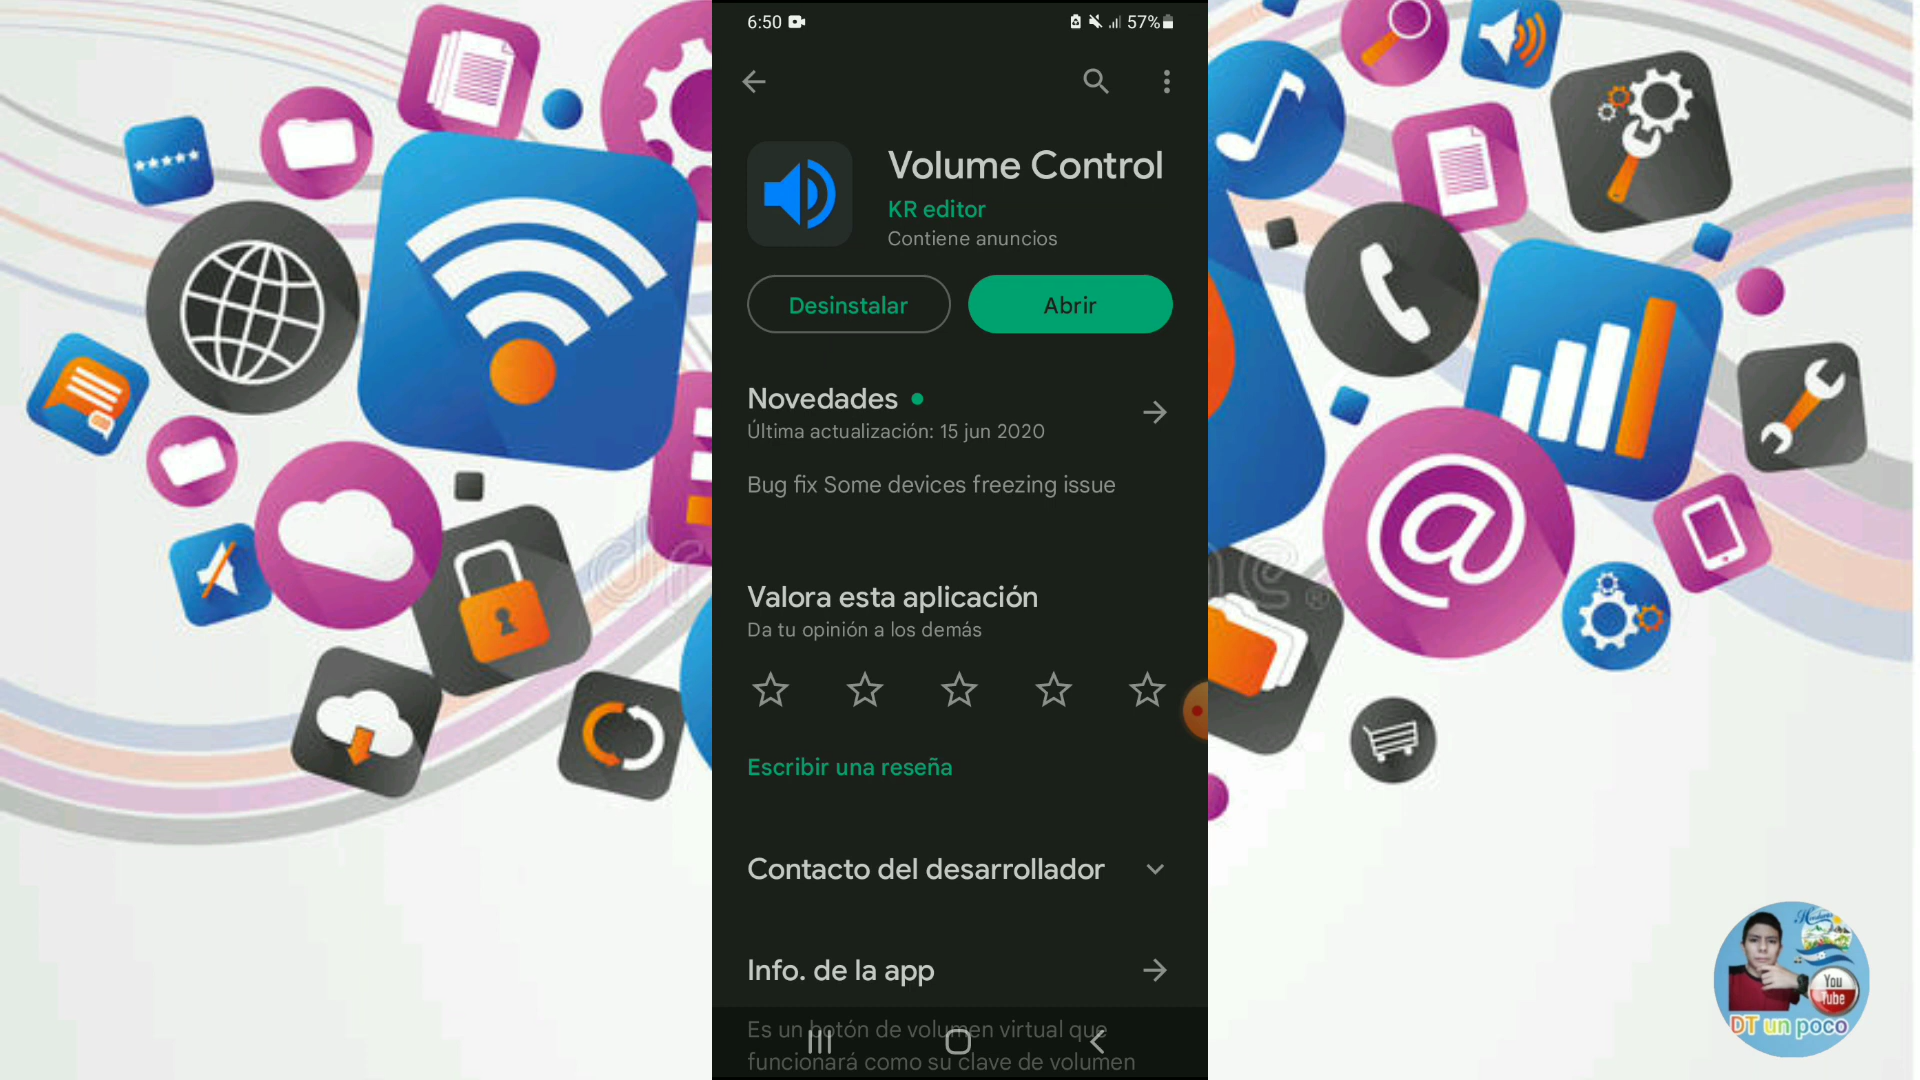 6:50
57%
Volume Control
KR editor
Contiene anuncios
Desinstalar
Abrir
Novedades
Última actualización: 15 jun 2020
Bug fix Some devices freezing issue
Valora esta aplicación
Da tu opinión a los demás
Escribir una reseña
Contacto del desarrollador
Info. de la app
Es un botón de volumen virtual que
funcionará como su clave de volumen
You
Tube
DT un poco